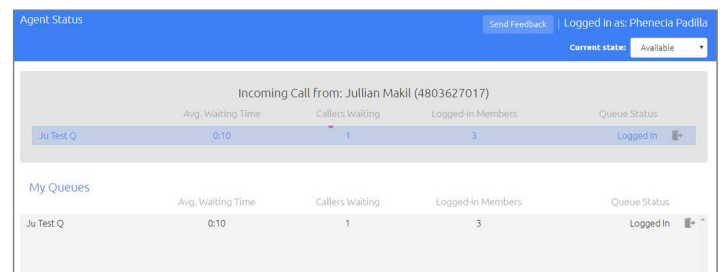 Agent Status
Send Feedback | Logged in as: Phenecia Padilla
Current state: Available
Incoming Call from: Jullian Makil (4803627017)
Avg. Waiting Time Callers Waiting Logged-in Members Queue Status
Ju Test Q 0:10 1 3 Logged In
My Queues
Avg. Waiting Time Callers Waiting Logged-in Members Queue Status
Ju Test Q 0:10 1 3 Logged In